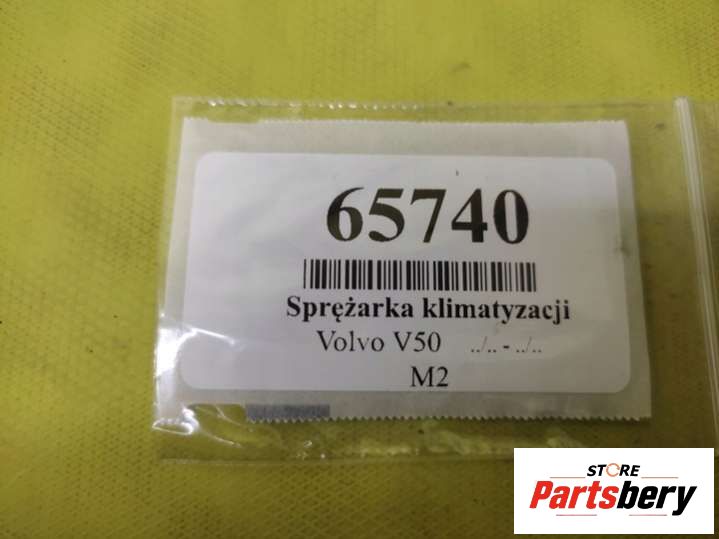 65740
Sprężarka klimatyzacji
Volvo V50 ../.. - ../..
M2
STORE
Partsbery